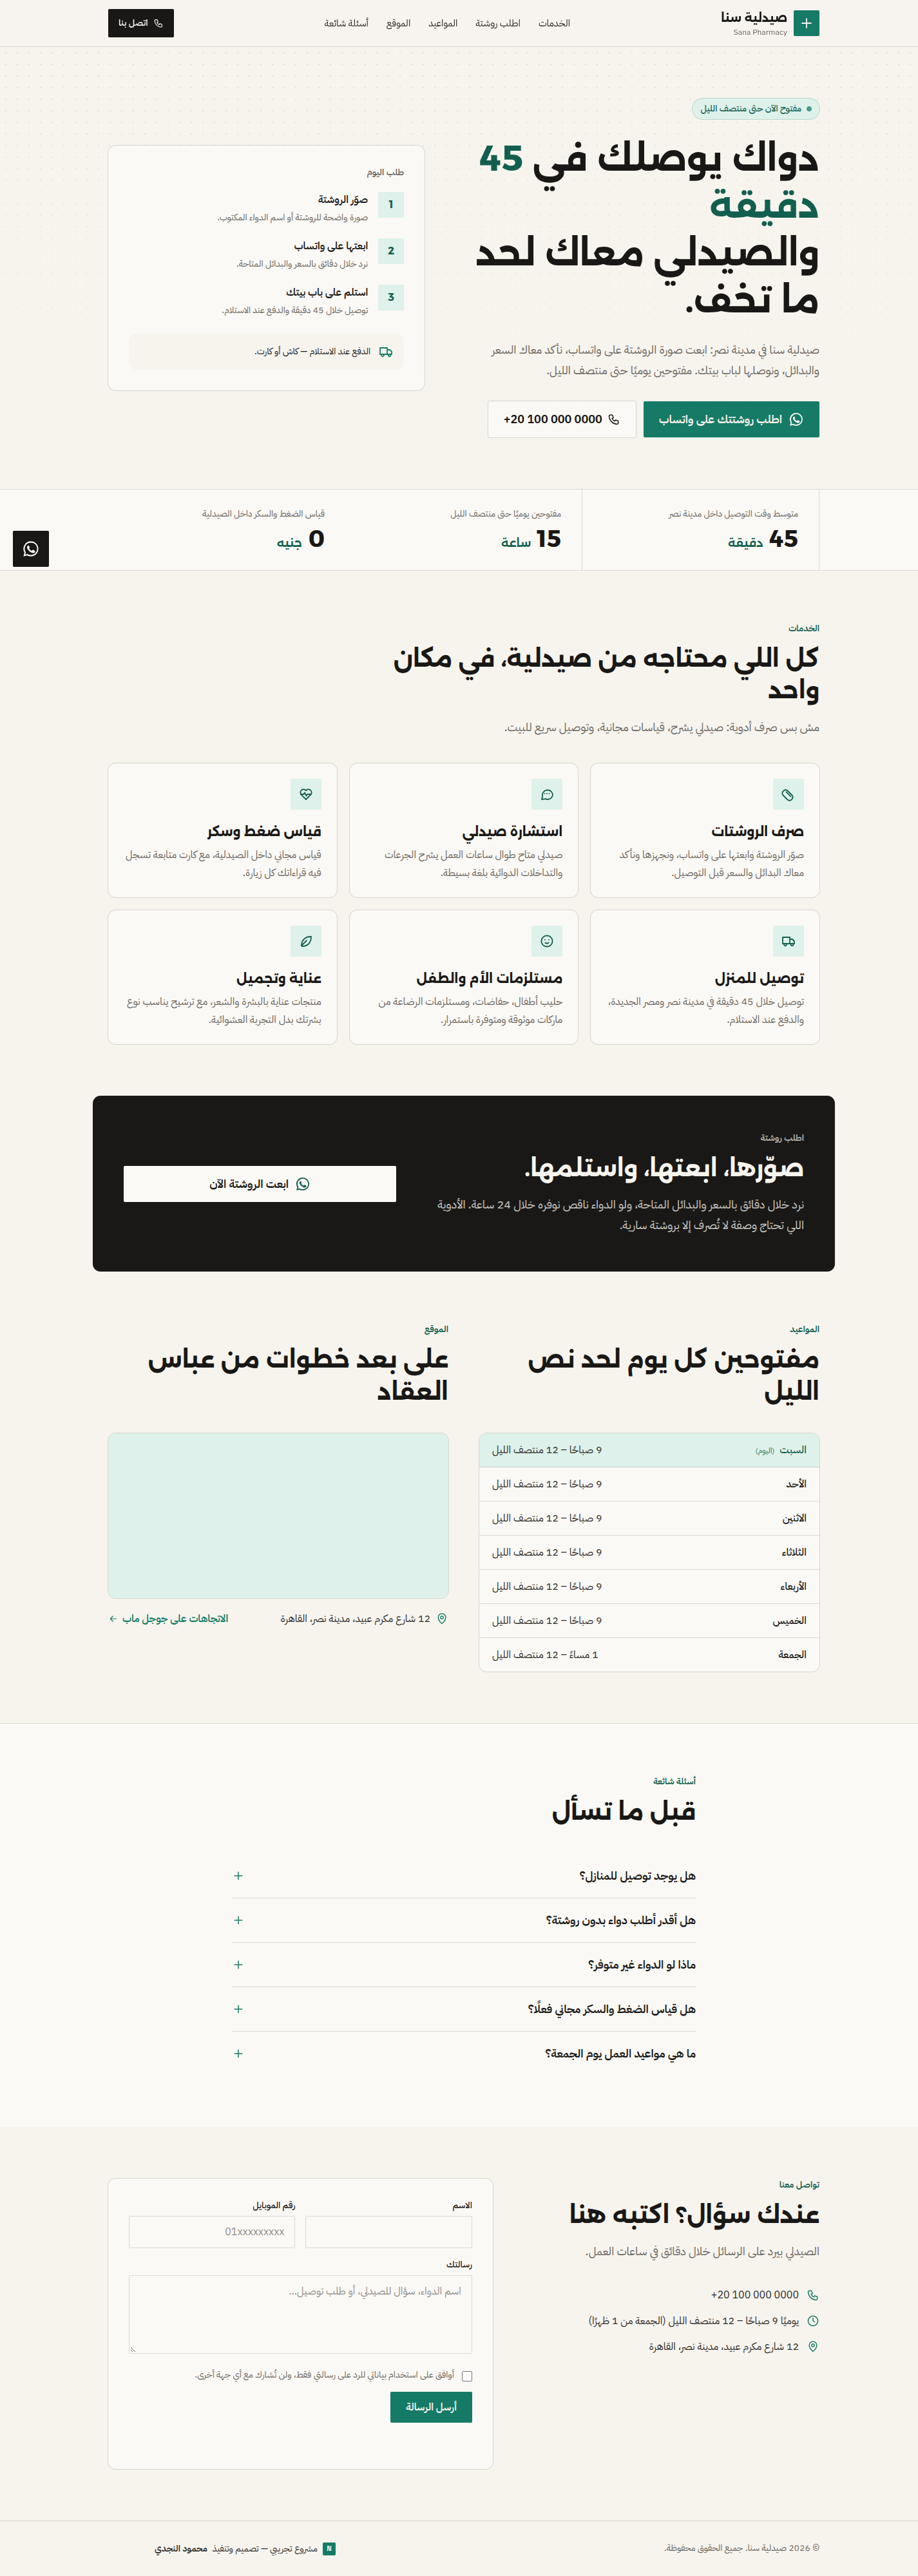 صيدلية سنا
Sana Pharmacy
الخدمات
اطلب روشتة
المواعيد
الموقع
أسئلة شائعة
اتصل بنا
مفتوح الآن حتى منتصف الليل
دواك يوصلك في 45
دقيقة
والصيدلي معاك لحد
ما تخف.
صيدلية سنا في مدينة نصر: ابعت صورة الروشتة على واتساب، نأكد معاك السعر
والبدائل، ونوصلها لباب بيتك. مفتوحين يوميًا حتى منتصف الليل.
اطلب روشتتك على واتساب
+20 100 000 0000
طلب اليوم
1
صوّر الروشتة
صورة واضحة للروشتة أو اسم الدواء المكتوب.
2
ابعتها على واتساب
نرد خلال دقائق بالسعر والبدائل المتاحة.
3
استلم على باب بيتك
توصيل خلال 45 دقيقة والدفع عند الاستلام.
الدفع عند الاستلام — كاش أو كارت.
متوسط وقت التوصيل داخل مدينة نصر
45 دقيقة
مفتوحين يوميًا حتى منتصف الليل
15 ساعة
قياس الضغط والسكر داخل الصيدلية
0 جنيه
الخدمات
كل اللي محتاجه من صيدلية، في مكان
واحد
مش بس صرف أدوية: صيدلي يشرح، قياسات مجانية، وتوصيل سريع للبيت.
صرف الروشتات
صوّر الروشتة وابعتها على واتساب، ونجهزها ونأكد
معاك البدائل والسعر قبل التوصيل.
استشارة صيدلي
صيدلي متاح طوال ساعات العمل يشرح الجرعات
والتداخلات الدوائية بلغة بسيطة.
قياس ضغط وسكر
قياس مجاني داخل الصيدلية، مع كارت متابعة تسجل
فيه قراءاتك كل زيارة.
توصيل للمنزل
توصيل خلال 45 دقيقة في مدينة نصر ومصر الجديدة،
والدفع عند الاستلام.
مستلزمات الأم والطفل
حليب أطفال، حفاضات، ومستلزمات الرضاعة من
ماركات موثوقة ومتوفرة باستمرار.
عناية وتجميل
منتجات عناية بالبشرة والشعر، مع ترشيح يناسب نوع
بشرتك بدل التجربة العشوائية.
اطلب روشتة
صوّرها، ابعتها، واستلمها.
نرد خلال دقائق بالسعر والبدائل المتاحة، ولو الدواء ناقص نوفره خلال 24 ساعة. الأدوية
اللي تحتاج وصفة لا تُصرف إلا بروشتة سارية.
ابعت الروشتة الآن
المواعيد
مفتوحين كل يوم لحد نص
الليل
السبت (اليوم)
9 صباحًا – 12 منتصف الليل
الأحد
9 صباحًا – 12 منتصف الليل
الاثنين
9 صباحًا – 12 منتصف الليل
الثلاثاء
9 صباحًا – 12 منتصف الليل
الأربعاء
9 صباحًا – 12 منتصف الليل
الخميس
9 صباحًا – 12 منتصف الليل
الجمعة
1 مساءً – 12 منتصف الليل
الموقع
على بعد خطوات من عباس
العقاد
12 شارع مكرم عبيد، مدينة نصر، القاهرة
الاتجاهات على جوجل ماب ←
أسئلة شائعة
قبل ما تسأل
هل يوجد توصيل للمنازل؟
هل أقدر أطلب دواء بدون روشتة؟
ماذا لو الدواء غير متوفر؟
هل قياس الضغط والسكر مجاني فعلًا؟
ما هي مواعيد العمل يوم الجمعة؟
تواصل معنا
عندك سؤال؟ اكتبه هنا
الصيدلي بيرد على الرسائل خلال دقائق في ساعات العمل.
+20 100 000 0000
يوميًا 9 صباحًا – 12 منتصف الليل (الجمعة من 1 ظهرًا)
12 شارع مكرم عبيد، مدينة نصر، القاهرة
الاسم
رقم الموبايل
01xxxxxxxxx
رسالتك
اسم الدواء، سؤال للصيدلي، أو طلب توصيل...
أوافق على استخدام بياناتي للرد على رسالتي فقط، ولن تُشارك مع أي جهة أخرى.
أرسل الرسالة
© 2026 صيدلية سنا. جميع الحقوق محفوظة.
N مشروع تجريبي — تصميم وتنفيذ محمود النجدي